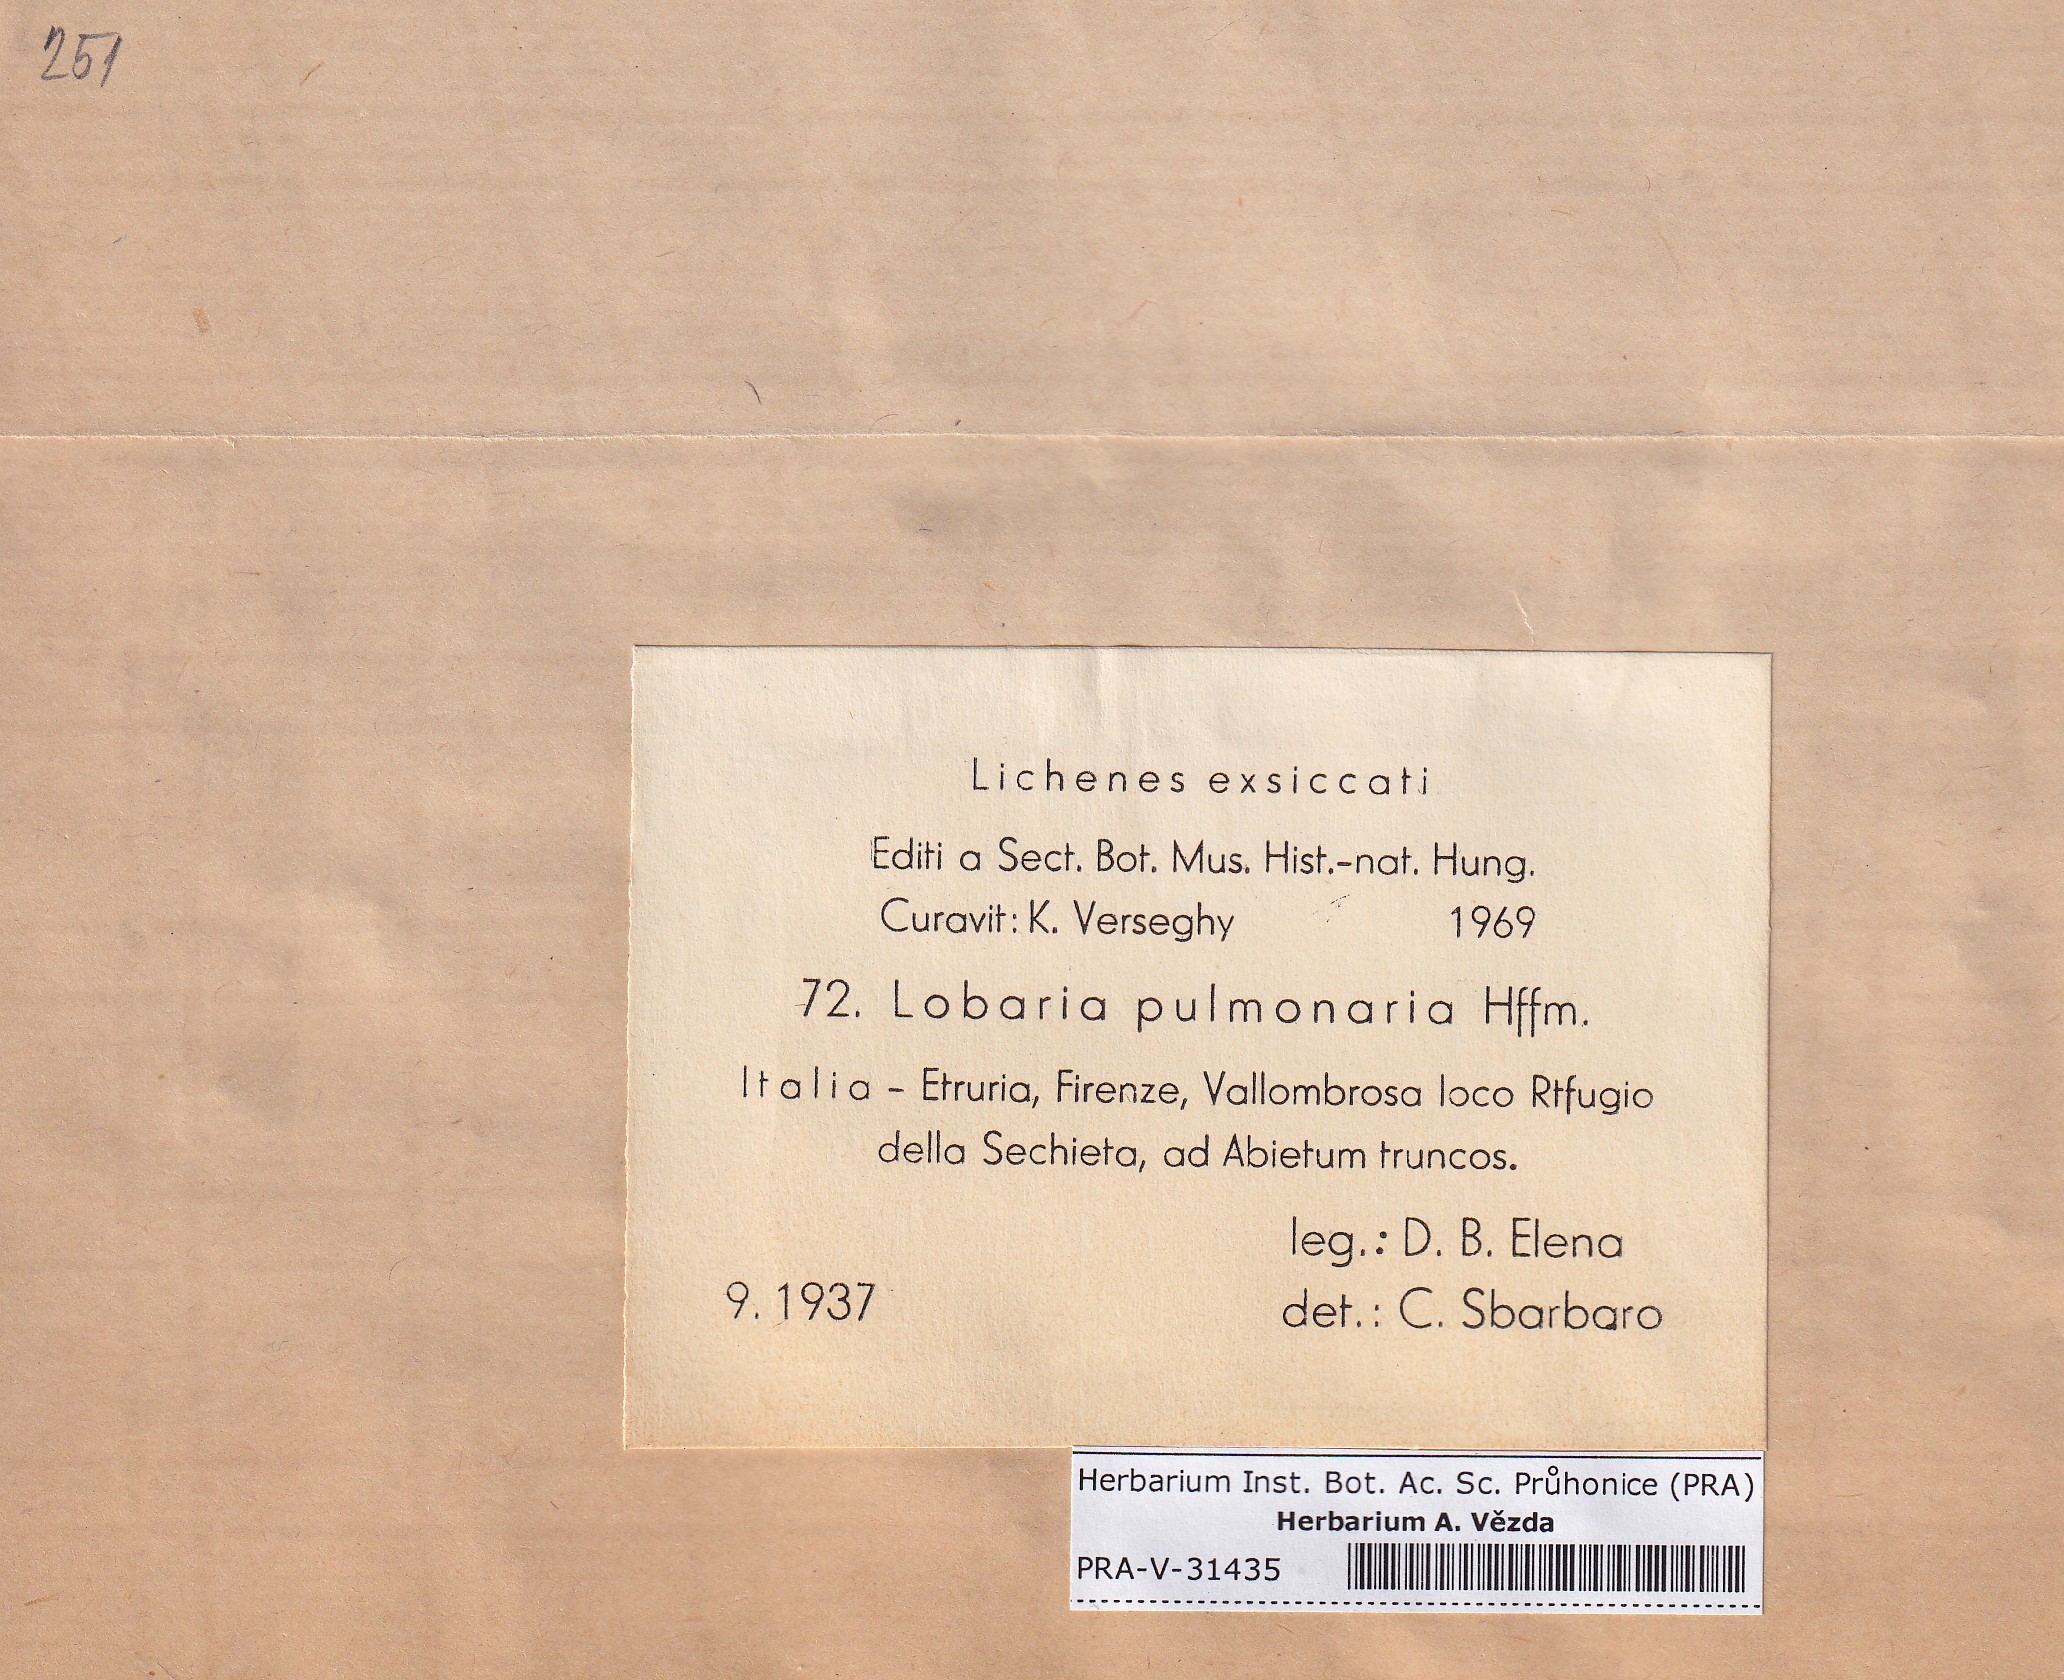 251
Lichenes exsiccati
Editi a Sect. Bot. Mus. Hist.-nat. Hung.
Curavit: K. Verseghy 1969
72. Lobaria pulmonaria Hffm.
Italia - Etruria, Firenze, Vallombrosa loco Rtfugio
della Sechieta, ad Abietum truncos.
leg.: D. B. Elena
9. 1937 det.: C. Sbarbaro
Herbarium Inst. Bot. Ac. Sc. Průhonice (PRA)
Herbarium A. Vězda
PRA-V-31435